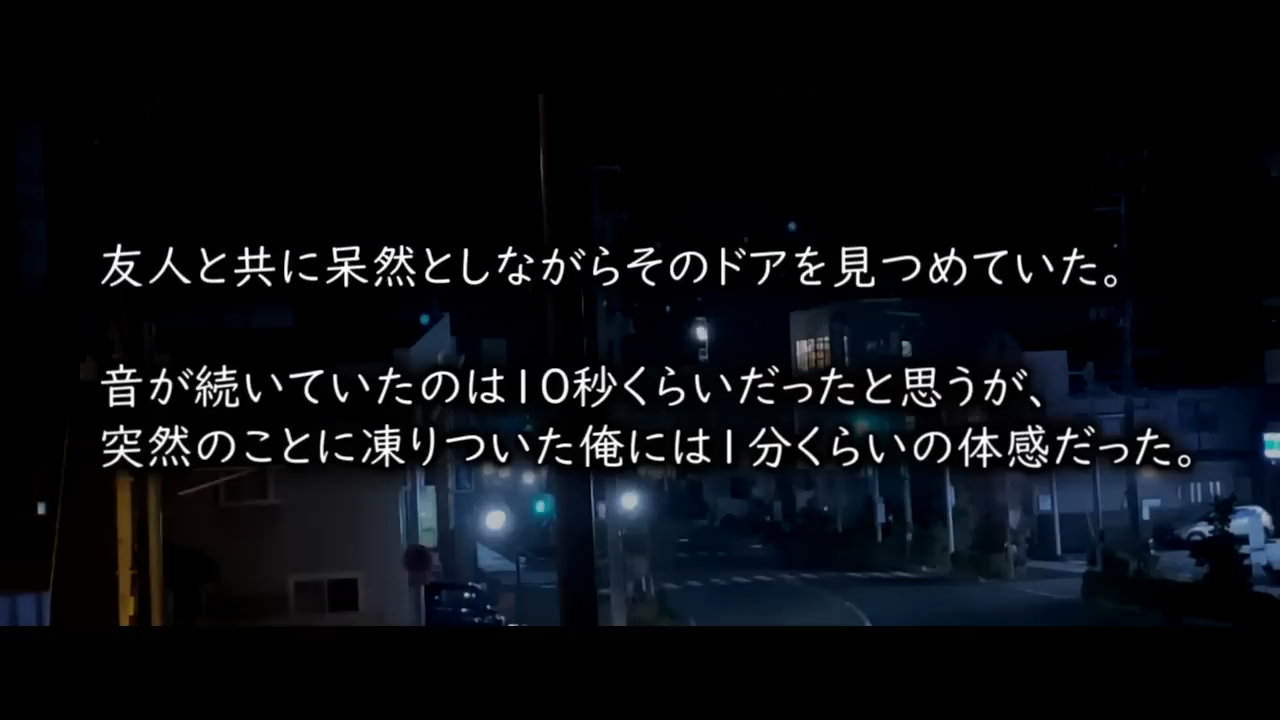 友人と共に呆然としながらそのドアを見つめていた。
音が続いていたのは10秒くらいだったと思うが、
突然のことに凍りついた俺には1分くらいの体感だった。